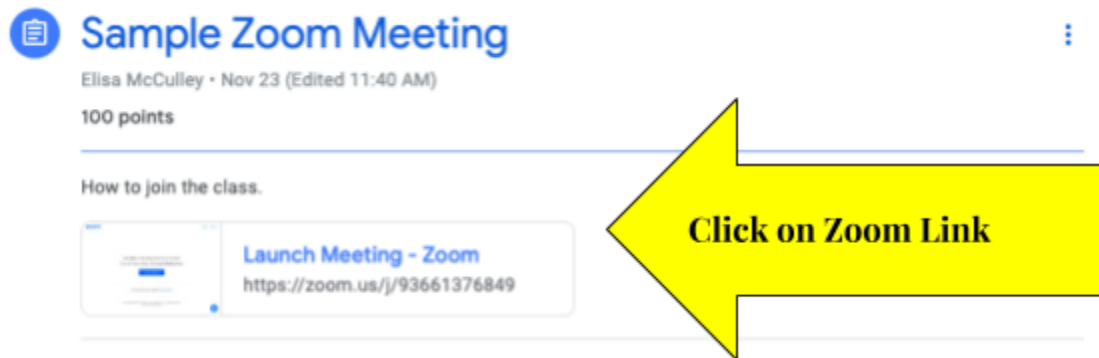 Sample Zoom Meeting
Elisa McCulley • Nov 23 (Edited 11:40 AM)
100 points
How to join the class.
Launch Meeting - Zoom
https://zoom.us/j/93661376849
Click on Zoom Link